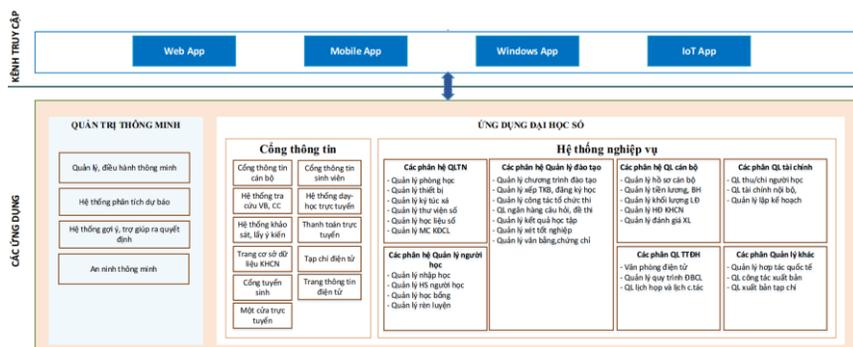 KÊNH TRUY CẬP
Web App
Mobile App
Windows App
IoT App
CÁC ỨNG DỤNG
QUẢN TRỊ THÔNG MINH
Quản lý, điều hành thông minh
Hệ thống phân tích dự báo
Hệ thống gợi ý, trợ giúp ra quyết
định
An ninh thông minh
ỨNG DỤNG ĐẠI HỌC SỐ
Cổng thông tin
Cổng thông tin
cán bộ
Cổng thông tin
sinh viên
Hệ thống tra
cứu VB, CC
Hệ thống dạy-
học trực tuyến
Hệ thống khảo
sát, lấy ý kiến
Thanh toán trực
tuyến
Trang cơ sở dữ
liệu KHCN
Tạp chí điện tử
Cổng tuyển
sinh
Trang thông tin
điện tử
Một cửa trực
tuyến
Hệ thống nghiệp vụ
Các phân hệ QLTN
- Quản lý phòng học
- Quản lý thiết bị
- Quản lý ký túc xá
- Quản lý thư viện số
- Quản lý học liệu số
- Quản lý MC KĐCL
Các phân hệ Quản lý người
học
- Quản lý nhập học
- Quản lý HS người học
- Quản lý học bổng
- Quản lý rèn luyện
Các phân hệ Quản lý đào tạo
- Quản lý chương trình đào tạo
- Quản lý xếp TKB, đăng ký học
- Quản lý công tác tổ chức thi
- QL ngân hàng câu hỏi, đề thi
- Quản lý kết quả học tập
- Quản lý xét tốt nghiệp
- Quản lý văn bằng,chứng chỉ
Các phân hệ QL cán bộ
- Quản lý hồ sơ cán bộ
- Quản lý tiền lương, BH
- Quản lý khối lượng LĐ
- Quản lý HĐ KHCN
- Quản lý đánh giá XL
Các phân QL tài chính
- QL thu/chi người học
- QL tài chính nội bộ,
- Quản lý lập kế hoạch
Các phân QL TTĐH
- Văn phòng điện tử
- Quản lý quy trình ĐBCL
- QL lịch họp và lịch c.tác
Các phân Quản lý khác
- Quản lý hợp tác quốc tế
- QL công tác xuất bản
- QL xuất bản tạp chí